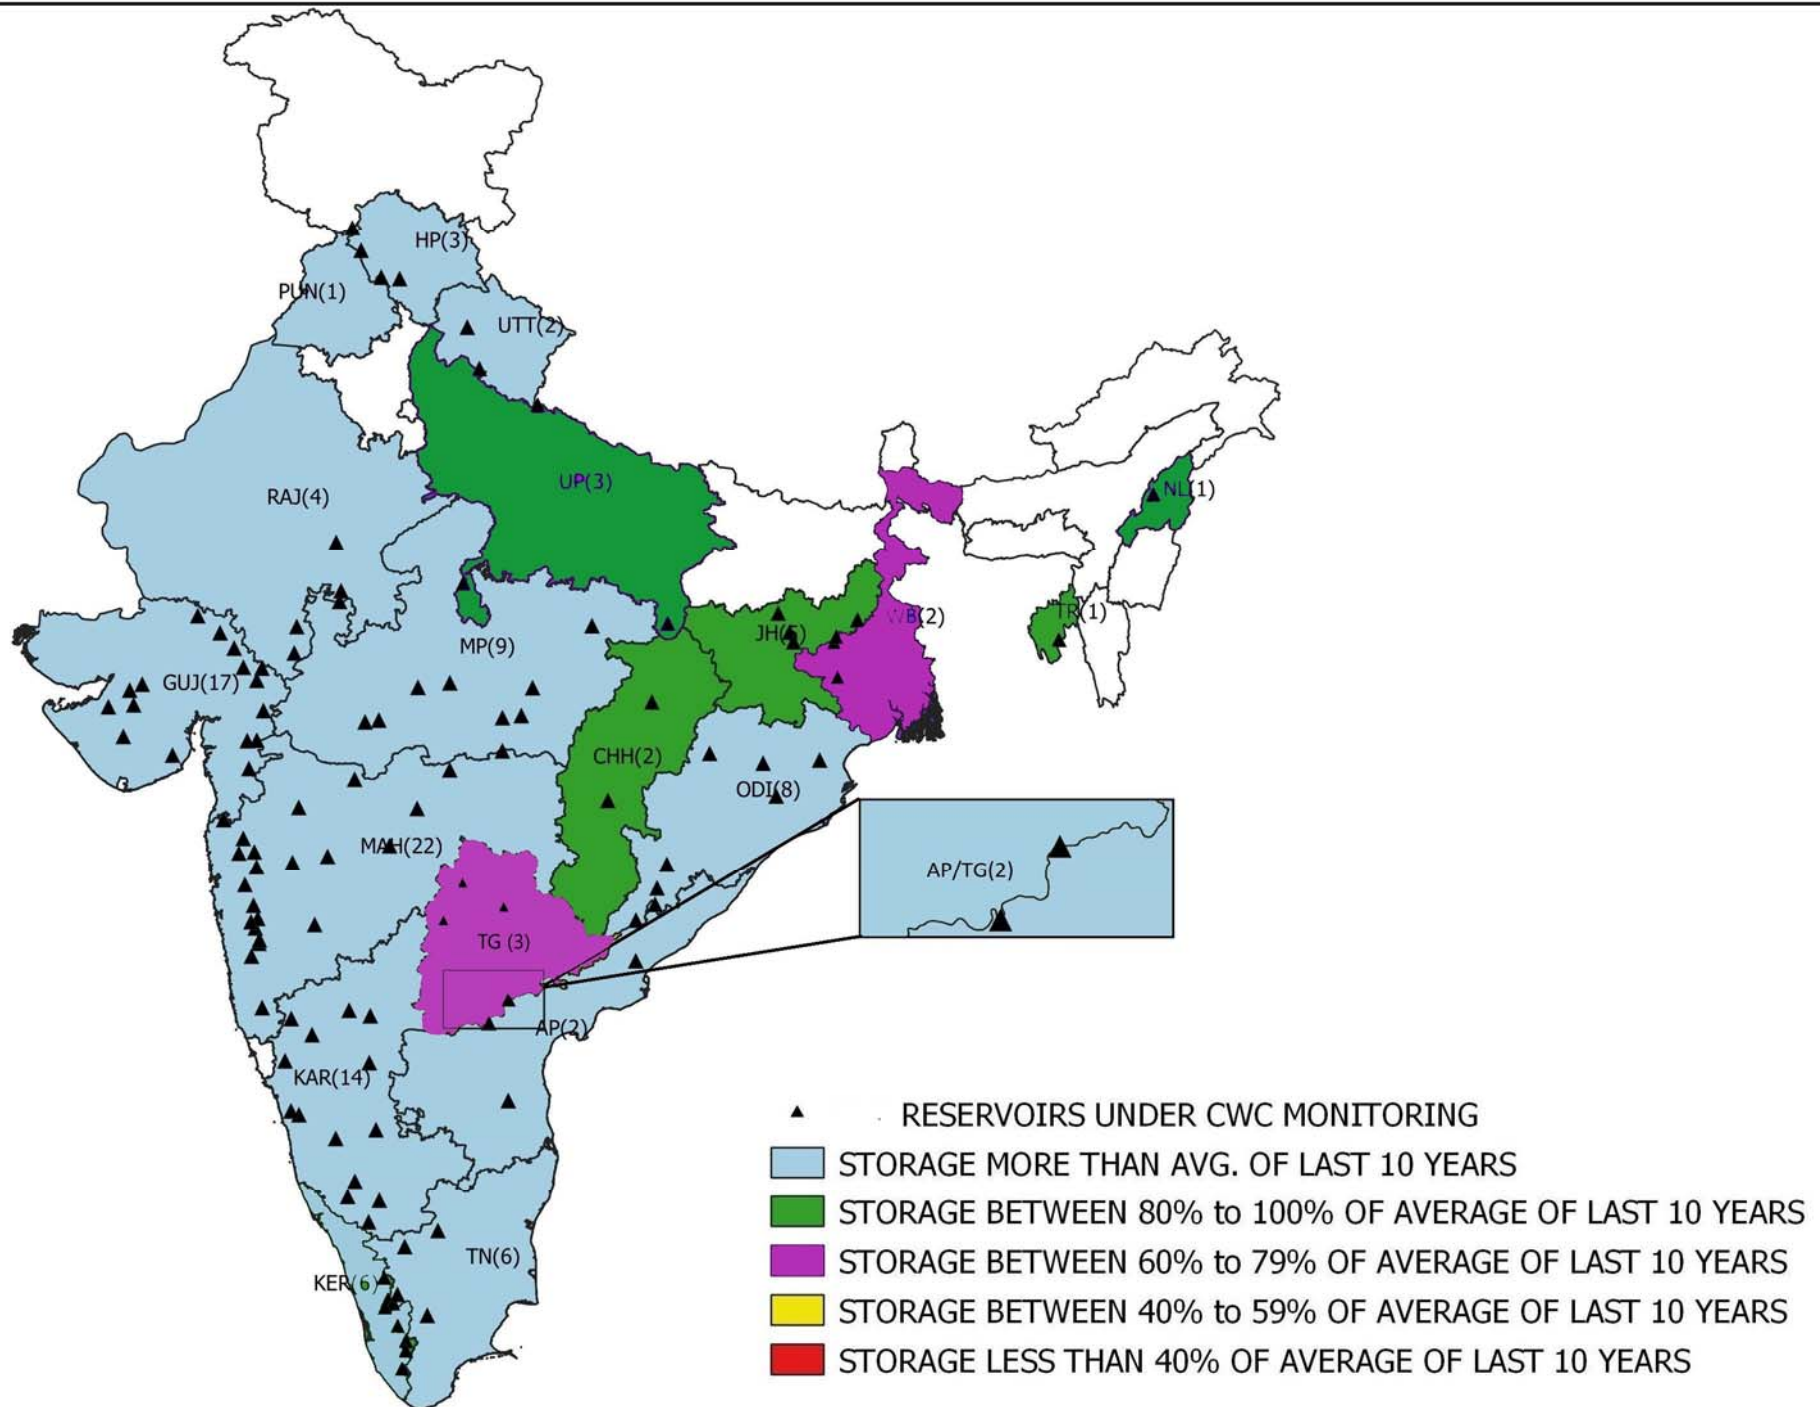 HP(3)
PUN(1)
UTT(2)
RAJ(4)
UP(3)
NL(1)
TR(1)
WB(2)
JH(5)
MP(9)
GUJ(17)
CHH(2)
ODI(8)
MAH(22)
AP/TG(2)
TG (3)
AP(2)
KAR(14)
TN(6)
KER(6)
RESERVOIRS UNDER CWC MONITORING
STORAGE MORE THAN AVG. OF LAST 10 YEARS
STORAGE BETWEEN 80% to 100% OF AVERAGE OF LAST 10 YEARS
STORAGE BETWEEN 60% to 79% OF AVERAGE OF LAST 10 YEARS
STORAGE BETWEEN 40% to 59% OF AVERAGE OF LAST 10 YEARS
STORAGE LESS THAN 40% OF AVERAGE OF LAST 10 YEARS